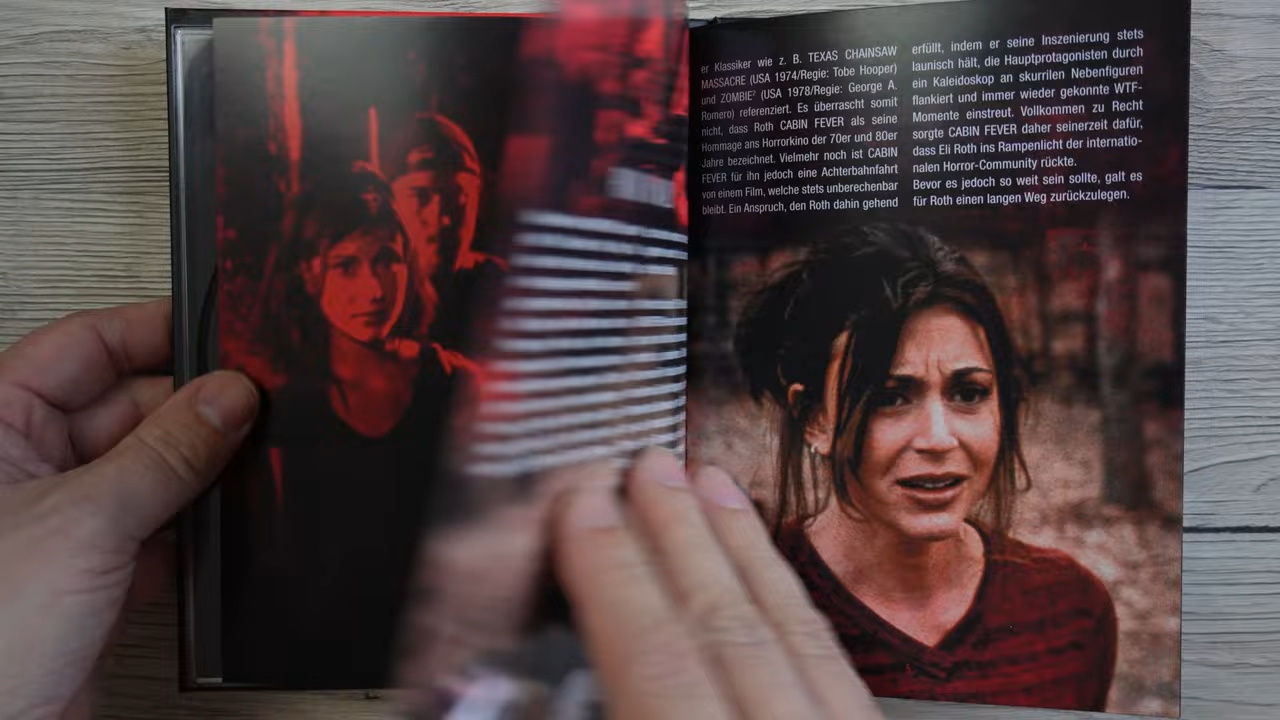 er Klassiker wie z. B. TEXAS CHAINSAW
MASSACRE (USA 1974/Regie: Tobe Hooper)
und ZOMBIE² (USA 1978/Regie: George A.
Romero) referenziert. Es überrascht somit
nicht, dass Roth CABIN FEVER als seine
Hommage ans Horrorkino der 70er und 80er
Jahre bezeichnet. Vielmehr noch ist CABIN
FEVER für ihn jedoch eine Achterbahnfahrt
von einem Film, welche stets unberechenbar
bleibt. Ein Anspruch, den Roth dahin gehend
erfüllt, indem er seine Inszenierung stets
launisch hält, die Hauptprotagonisten durch
ein Kaleidoskop an skurrilen Nebenfiguren
flankiert und immer wieder gekonnte WTF-
Momente einstreut. Vollkommen zu Recht
sorgte CABIN FEVER daher seinerzeit dafür,
dass Eli Roth ins Rampenlicht der internatio-
nalen Horror-Community rückte.
Bevor es jedoch so weit sein sollte, galt es
für Roth einen langen Weg zurückzulegen.